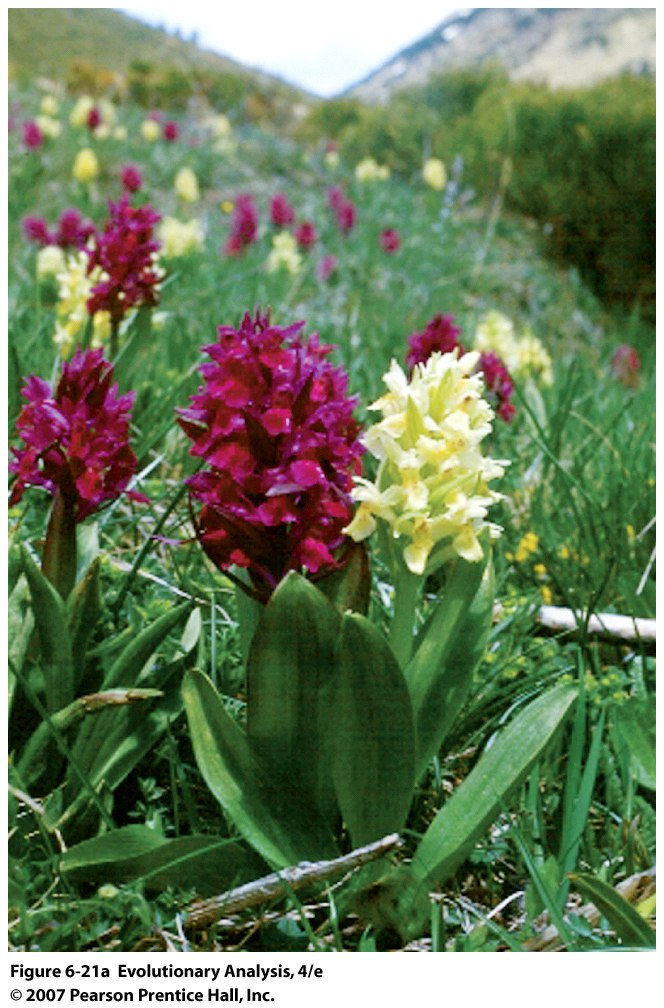 Figure 6-21a Evolutionary Analysis, 4/e
© 2007 Pearson Prentice Hall, Inc.